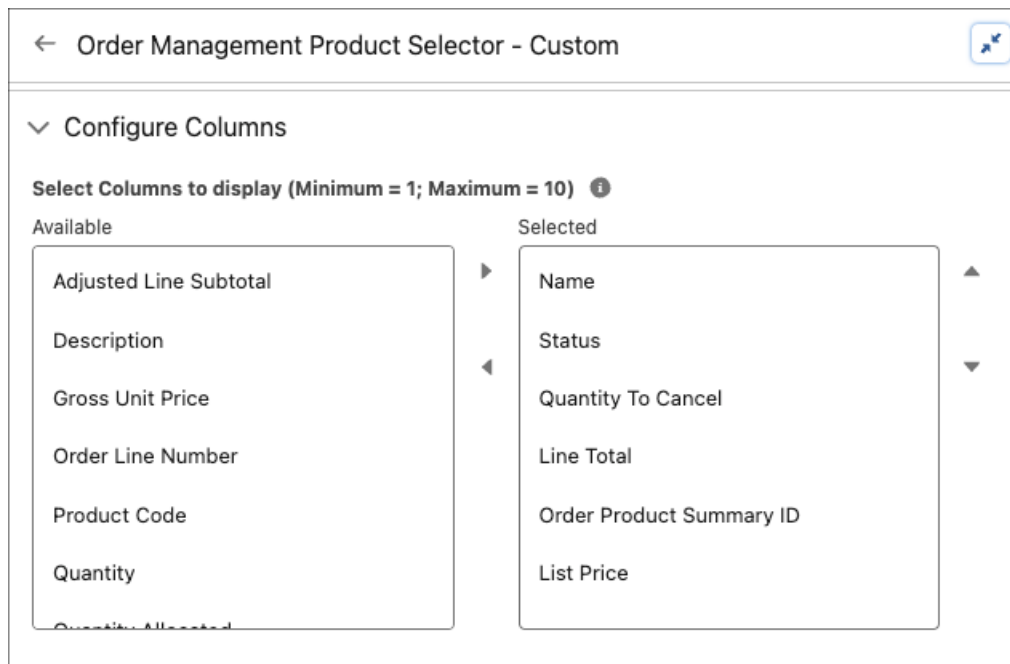 Order Management Product Selector - Custom
Configure Columns
Select Columns to display (Minimum = 1; Maximum = 10)
Available
Adjusted Line Subtotal
Description
Gross Unit Price
Order Line Number
Product Code
Quantity
Quantity Allocated
Selected
Name
Status
Quantity To Cancel
Line Total
Order Product Summary ID
List Price